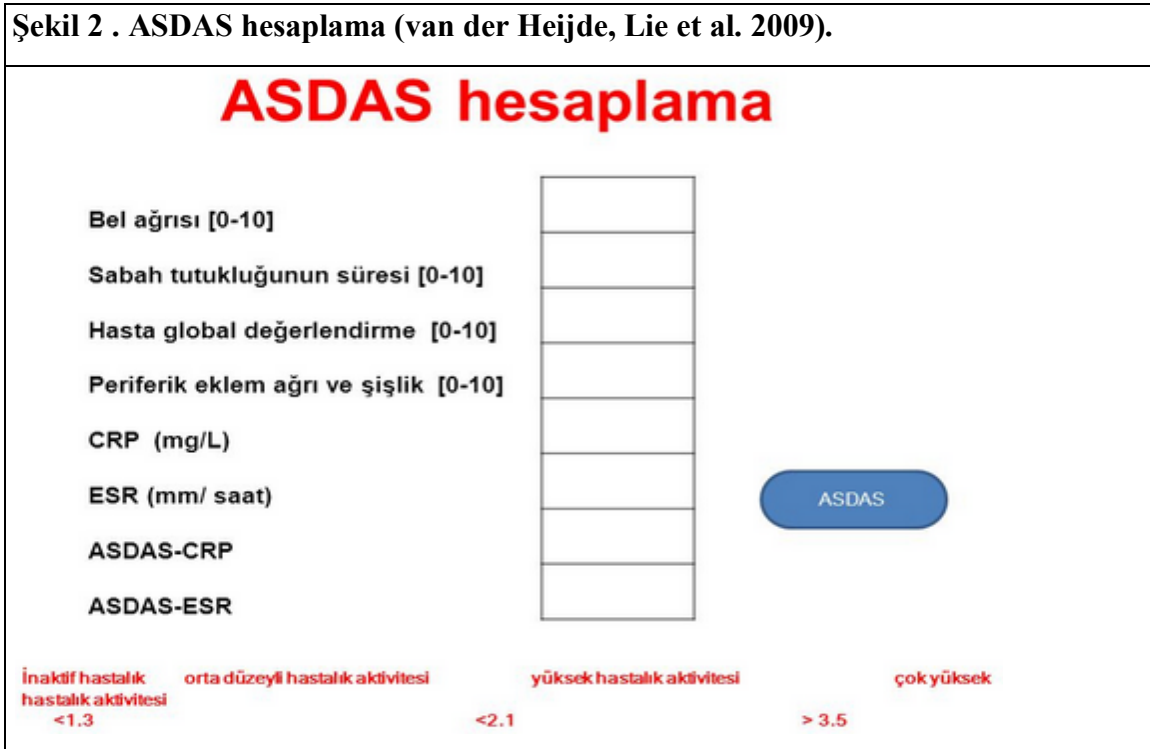 Şekil 2 . ASDAS hesaplama (van der Heijde, Lie et al. 2009).
ASDAS hesaplama
Bel ağrısı [0-10]
Sabah tutukluğunun süresi [0-10]
Hasta global değerlendirme [0-10]
Periferik eklem ağrı ve şişlik [0-10]
CRP (mg/L)
ESR (mm/ saat)
ASDAS
ASDAS-CRP
ASDAS-ESR
İnaktif hastalık orta düzeyli hastalık aktivitesi yüksek hastalık aktivitesi çok yüksek
hastalık aktivitesi
<1.3 <2.1 > 3.5